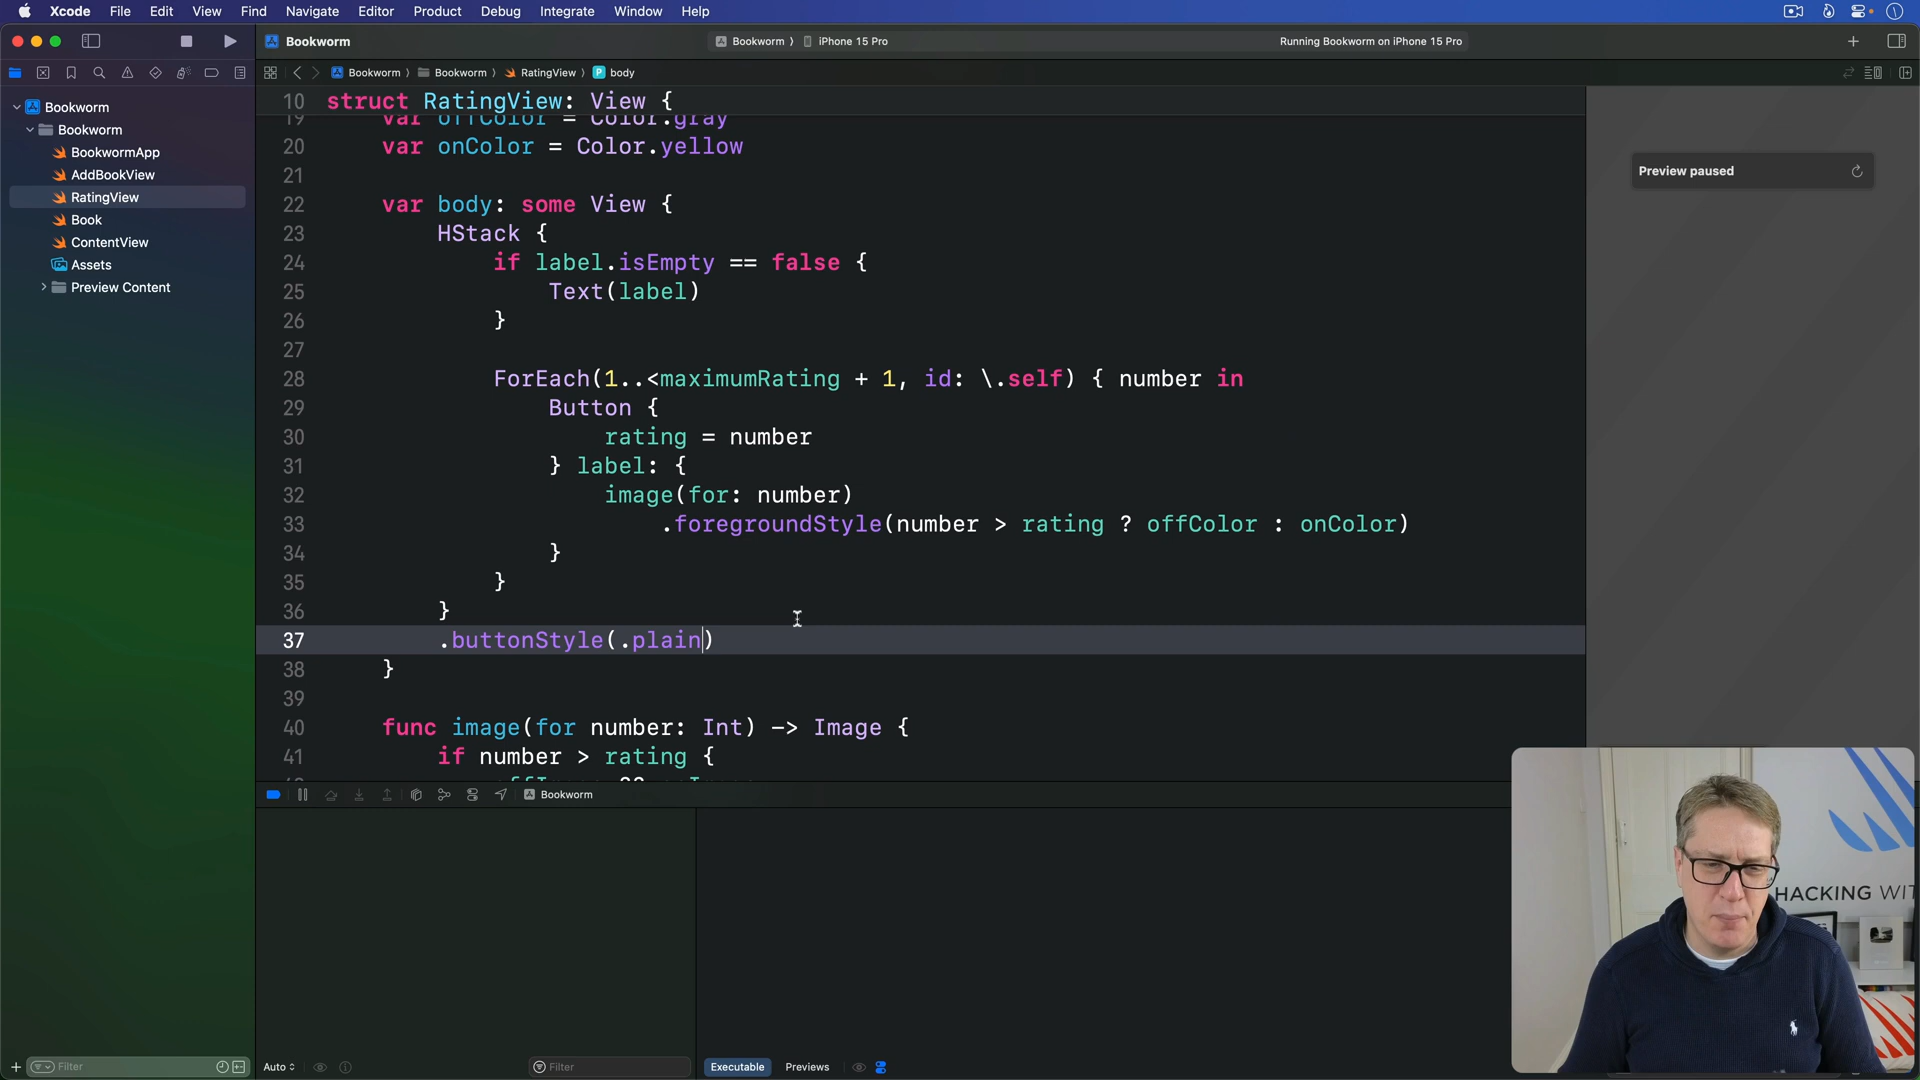 Xcode File Edit View Find Navigate Editor Product Debug Integrate Window Help
Bookworm
Bookworm 〉 iPhone 15 Pro
Running Bookworm on iPhone 15 Pro
Bookworm 〉 Bookworm 〉 RatingView 〉 P body
Bookworm
Bookworm
BookwormApp
AddBookView
RatingView
Book
ContentView
Assets
Preview Content
10 struct RatingView: View {
19 var offColor = Color.gray
20 var onColor = Color.yellow
21
22 var body: some View {
23 HStack {
24 if label.isEmpty == false {
25 Text(label)
26 }
27
28 ForEach(1..<maximumRating + 1, id: \.self) { number in
29 Button {
30 rating = number
31 } label: {
32 image(for: number)
33 .foregroundStyle(number > rating ? offColor : onColor)
34 }
35 }
36 }
37 .buttonStyle(.plain)
38 }
39
40 func image(for number: Int) -> Image {
41 if number > rating {
Preview paused
Bookworm
HACKING WI
Filter
Auto
Filter
Executable Previews